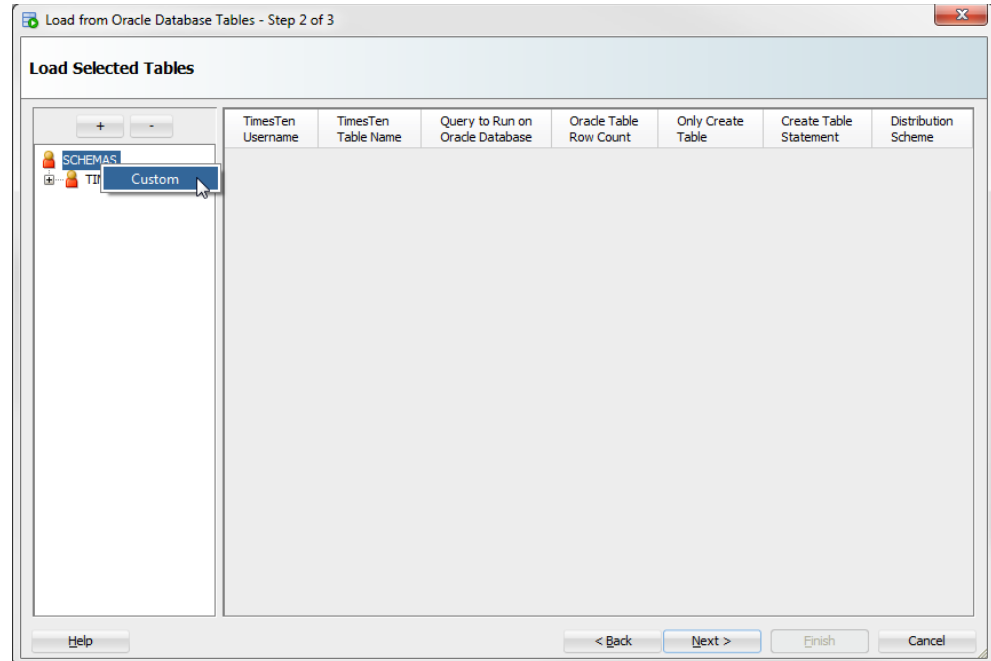 Load from Oracle Database Tables - Step 2 of 3
Load Selected Tables
+ -
SCHEMAS
Custom
TimesTen Username
TimesTen Table Name
Query to Run on Oracle Database
Oracle Table Row Count
Only Create Table
Create Table Statement
Distribution Scheme
Help
< Back
Next >
Finish
Cancel